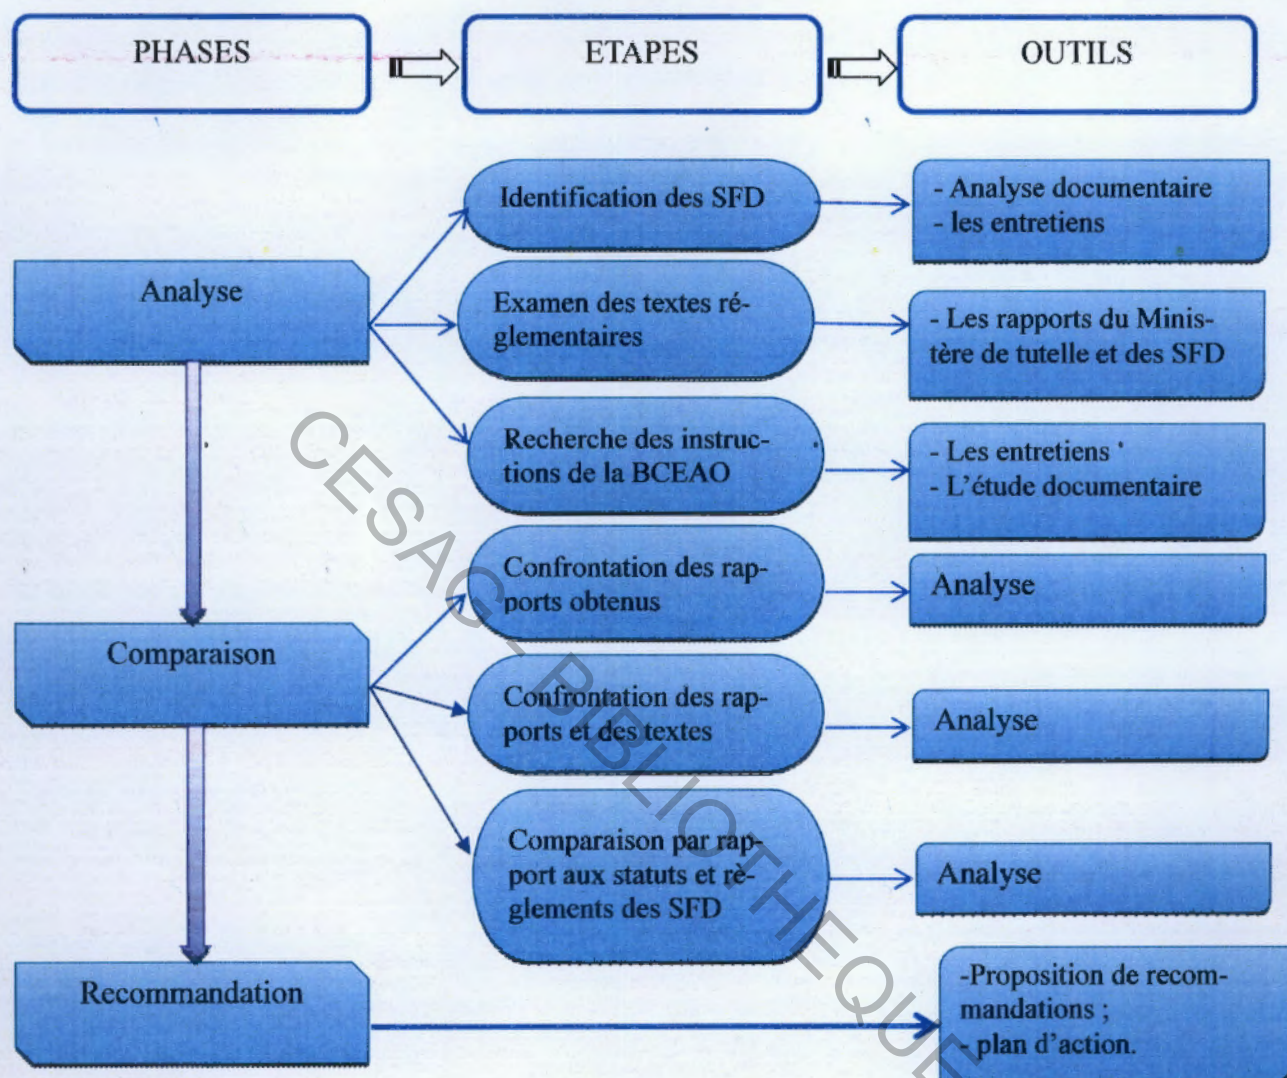 PHASES
ETAPES
OUTILS
Identification des SFD
- Analyse documentaire
- les entretiens
Analyse
Examen des textes ré-
glementaires
- Les rapports du Minis-
tère de tutelle et des SFD
Recherche des instruc-
tions de la BCEAO
- Les entretiens
- L'étude documentaire
Confrontation des rap-
ports obtenus
Analyse
Comparaison
Confrontation des rap-
ports et des textes
Analyse
Comparaison par rap-
port aux statuts et rè-
glements des SFD
Analyse
Recommandation
-Proposition de recom-
mandations ;
- plan d'action.
CESAG - BIBLIOTHEQUE